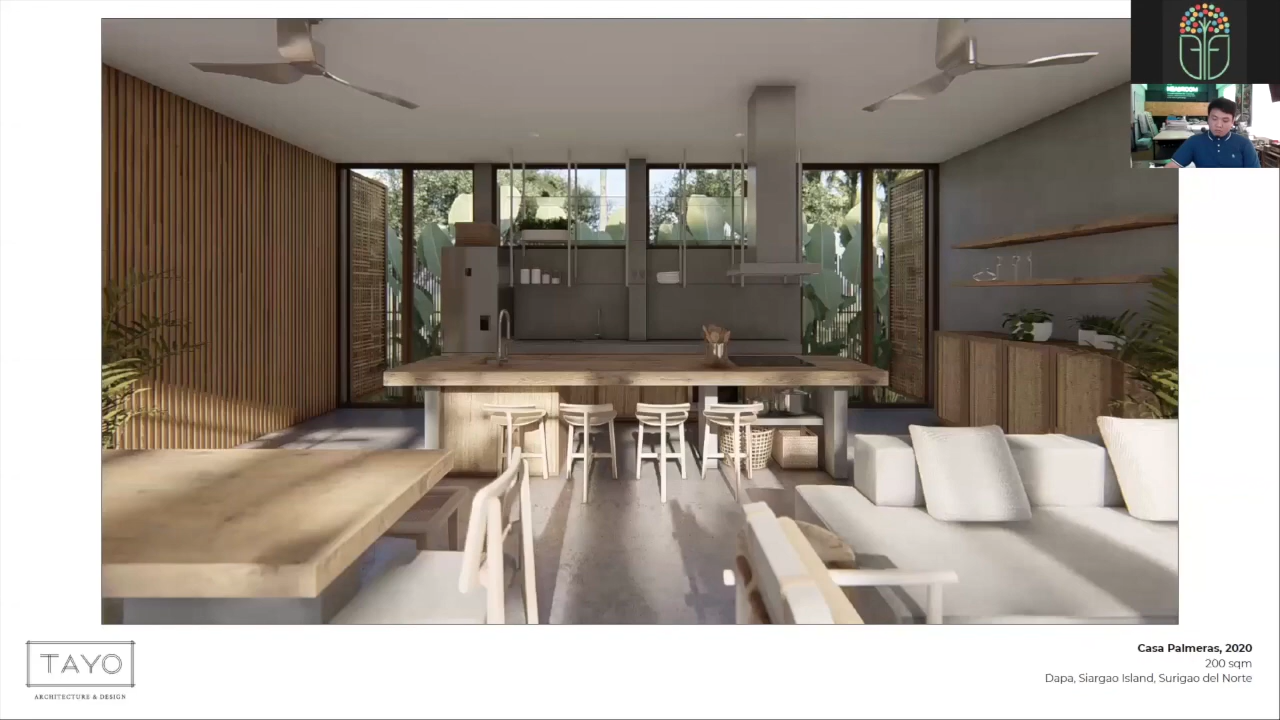 TAYO
ARCHITECTURE & DESIGN
Casa Palmeras, 2020
200 sqm
Dapa, Siargao Island, Surigao del Norte